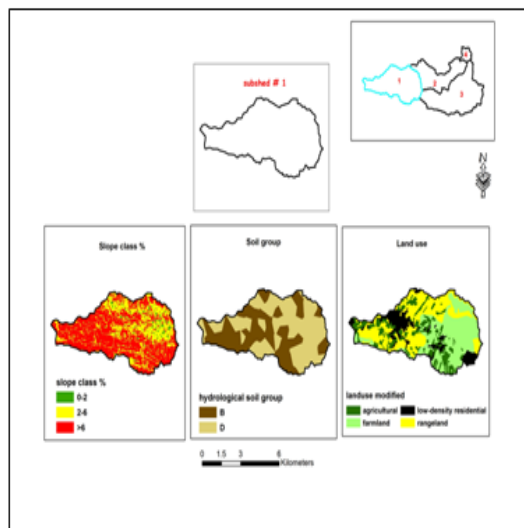 subshed # 1
1
2
3
4
N
Slope class %
Soil group
Land use
slope class %
0-2
2-6
>6
hydrological soil group
B
D
landuse modified
agricultural low-density residential
farmland rangeland
0 1.5 3 6
Kilometers